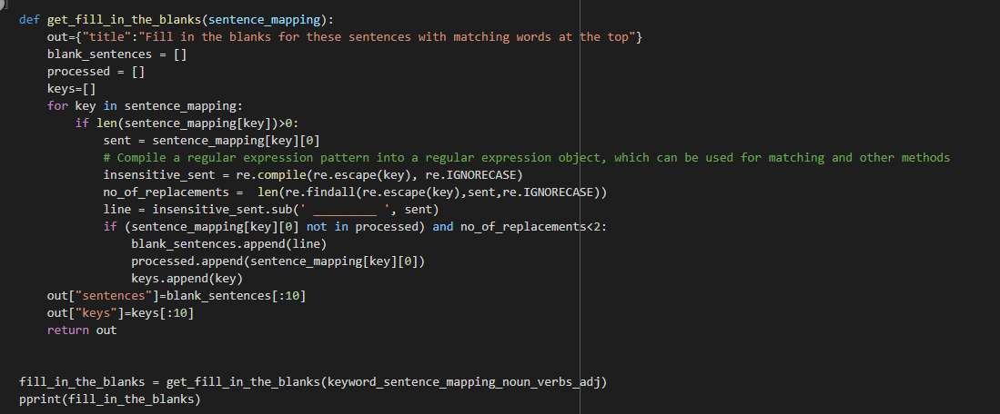 def get_fill_in_the_blanks(sentence_mapping):
    out={"title":"Fill in the blanks for these sentences with matching words at the top"}
    blank_sentences = []
    processed = []
    keys=[]
    for key in sentence_mapping:
        if len(sentence_mapping[key])>0:
            sent = sentence_mapping[key][0]
            # Compile a regular expression pattern into a regular expression object, which can be used for matching and other methods
            insensitive_sent = re.compile(re.escape(key), re.IGNORECASE)
            no_of_replacements =  len(re.findall(re.escape(key),sent,re.IGNORECASE))
            line = insensitive_sent.sub(' _________ ', sent)
            if (sentence_mapping[key][0] not in processed) and no_of_replacements<2:
                blank_sentences.append(line)
                processed.append(sentence_mapping[key][0])
                keys.append(key)
    out["sentences"]=blank_sentences[:10]
    out["keys"]=keys[:10]
    return out
fill_in_the_blanks = get_fill_in_the_blanks(keyword_sentence_mapping_noun_verbs_adj)
pprint(fill_in_the_blanks)